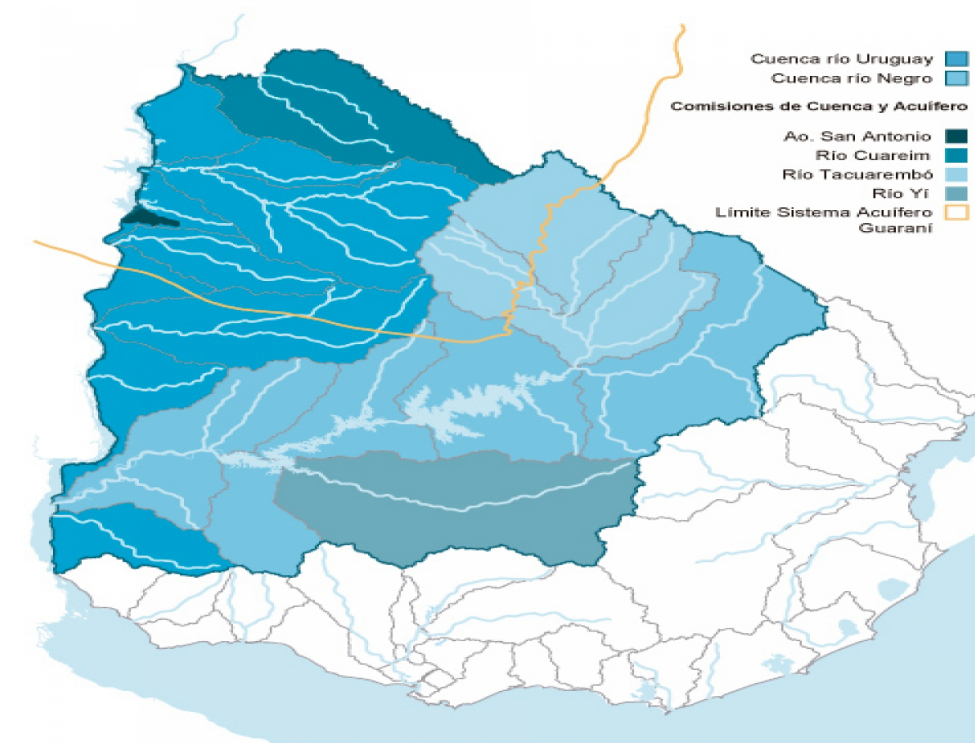 Cuenca río Uruguay
Cuenca río Negro
Comisiones de Cuenca y Acuífero
Ao. San Antonio
Río Cuareim
Río Tacuarembó
Río Yí
Límite Sistema Acuífero
Guaraní